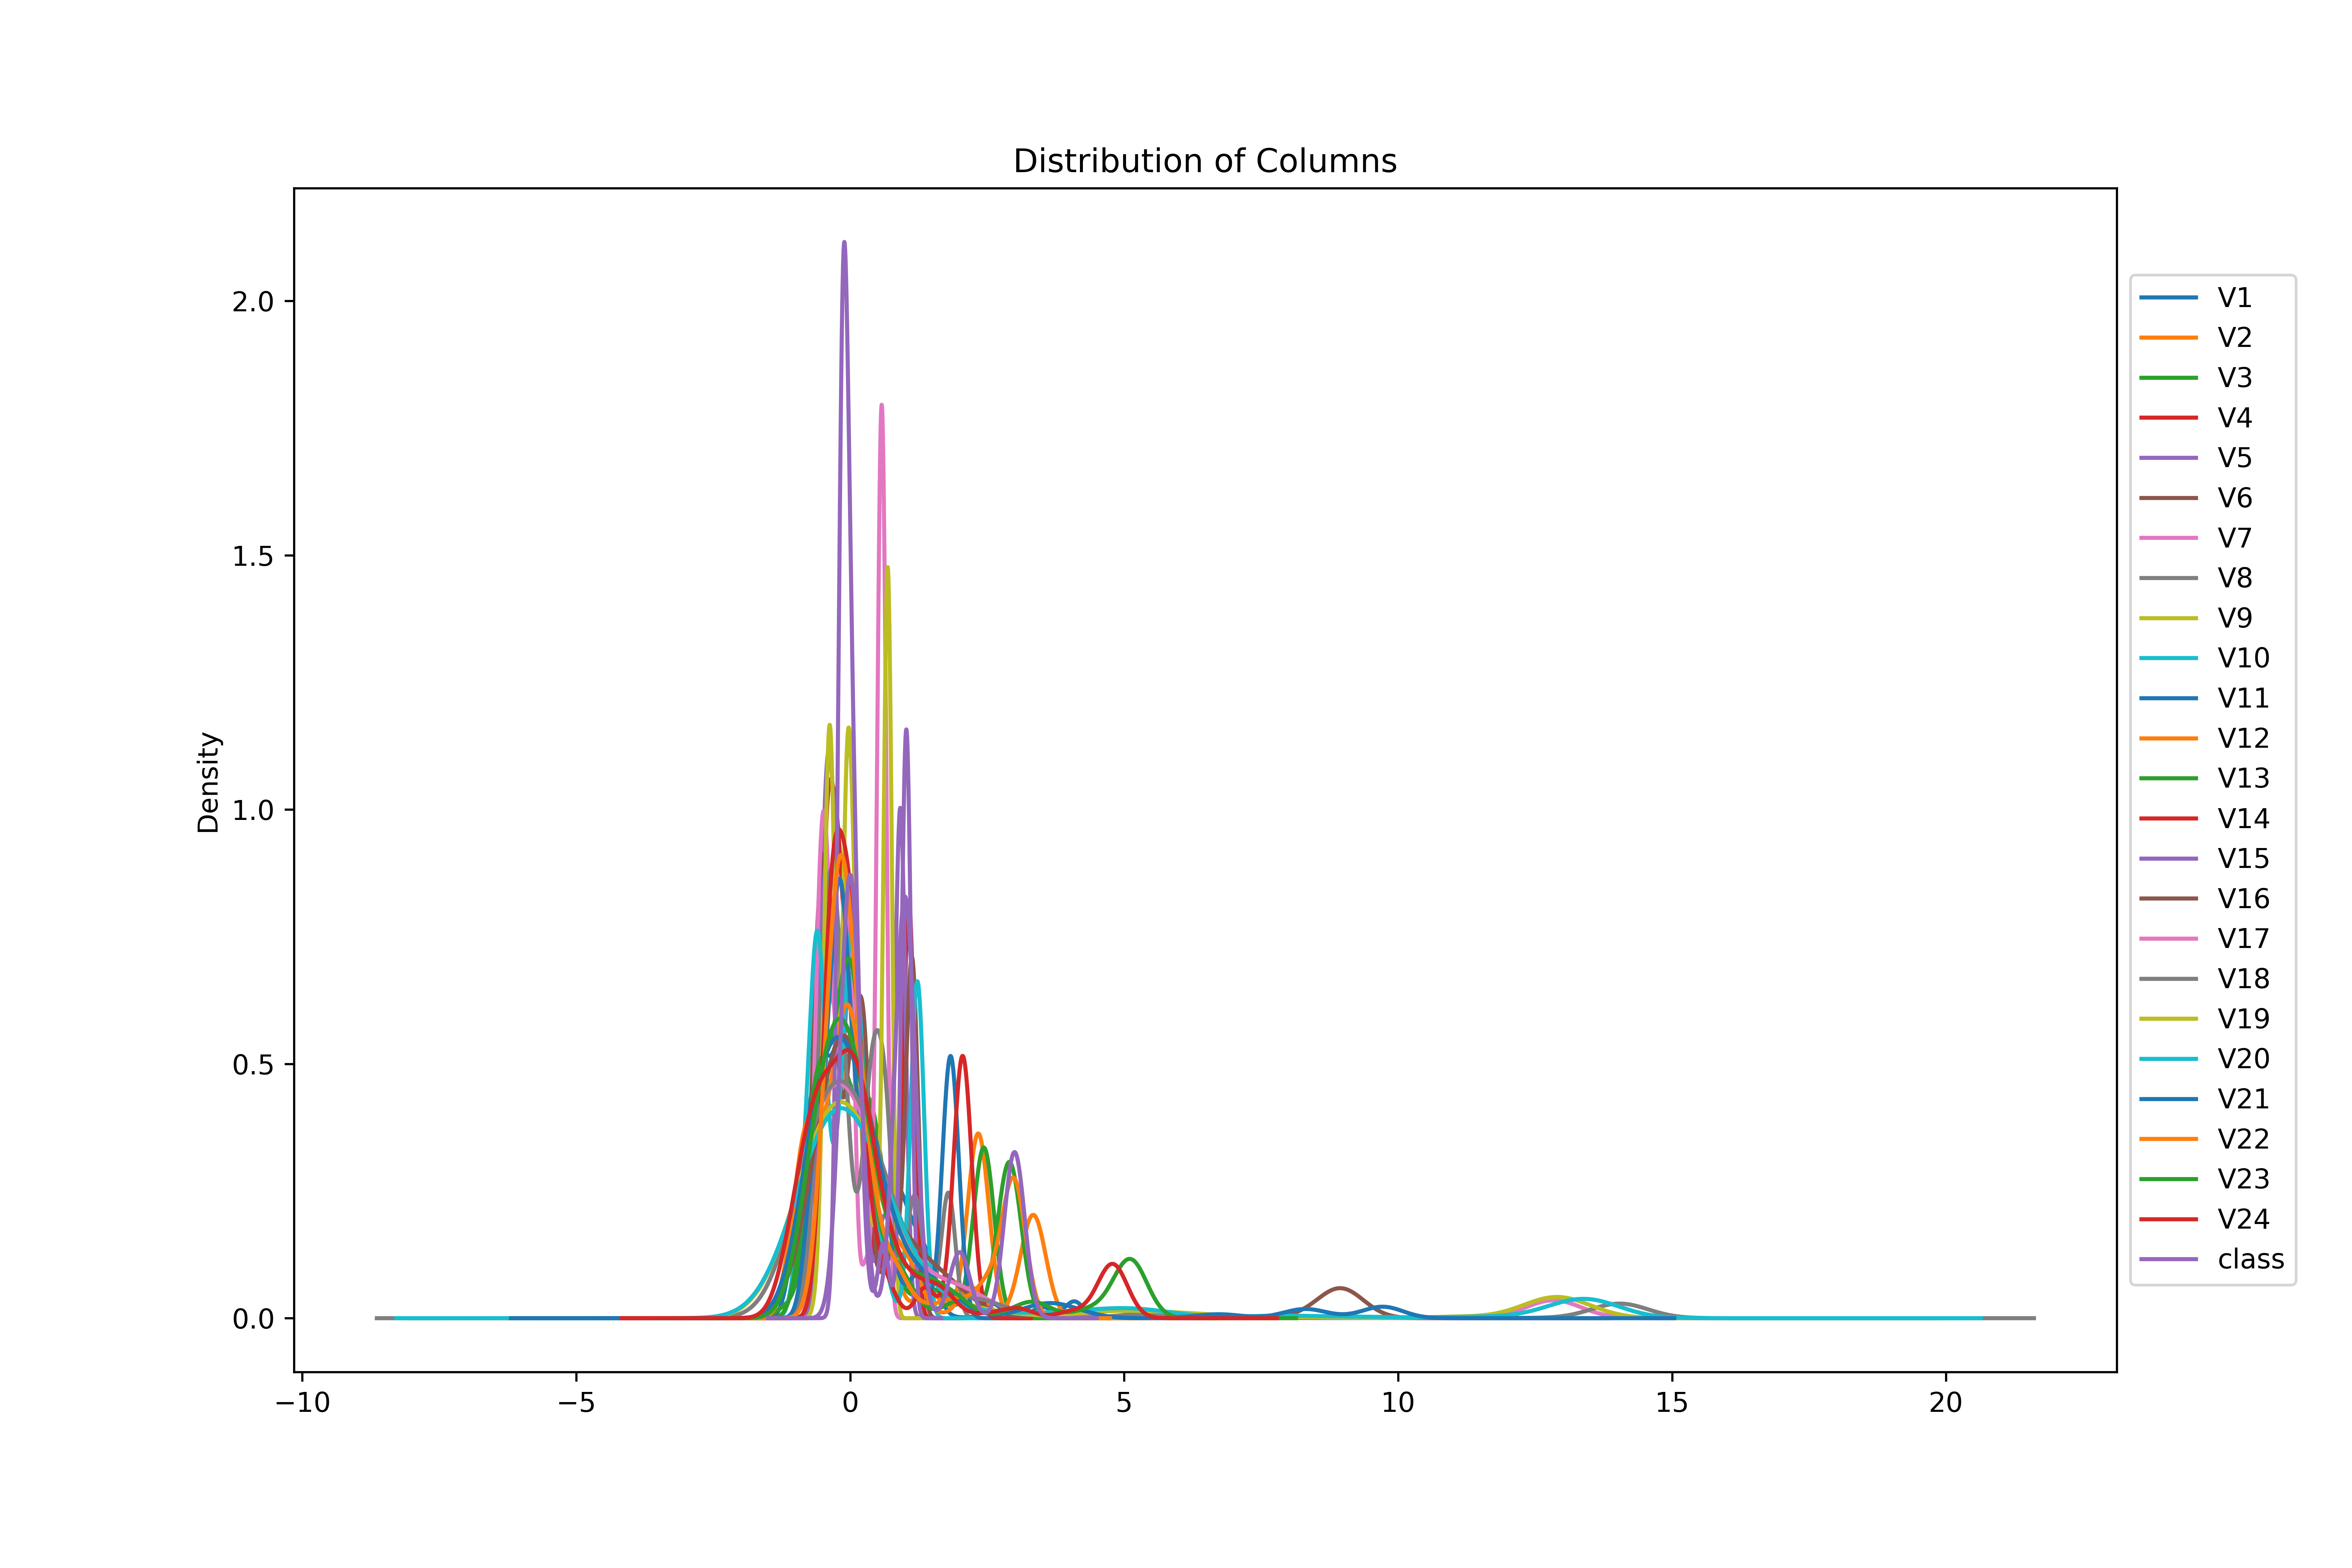 Distribution of Columns
Density
2.0
1.5
1.0
0.5
0.0
−10
−5
0
5
10
15
20
V1
V2
V3
V4
V5
V6
V7
V8
V9
V10
V11
V12
V13
V14
V15
V16
V17
V18
V19
V20
V21
V22
V23
V24
class